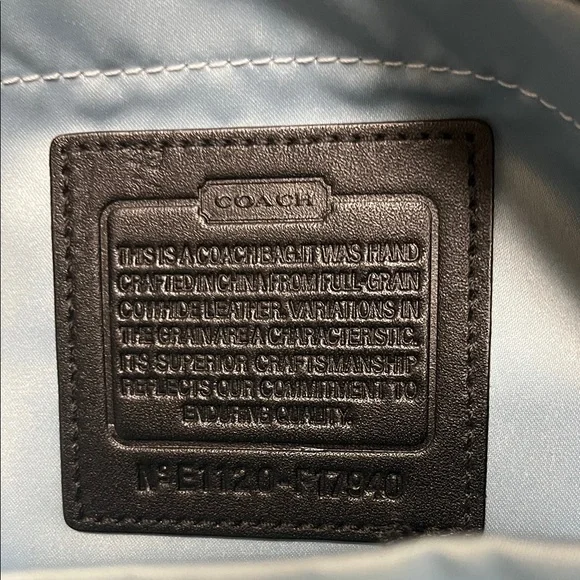 COACH
THIS IS A COACH BAG.IT WAS HAND
CRAFTED IN CHINA FROM FULL-GRAIN
COWHIDE LEATHER. VARIATIONS IN
THE GRAIN ARE A CHARACTERISTIC.
ITS SUPERIOR CRAFTSMANSHIP
REFLECTS OUR COMMITMENT TO
ENDURING QUALITY.
Nº E1120-F17940